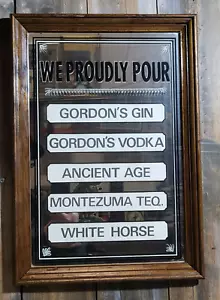 WE PROUDLY POUR
GORDON'S GIN
GORDON'S VODKA
ANCIENT AGE
MONTEZUMA TEQ.
WHITE HORSE